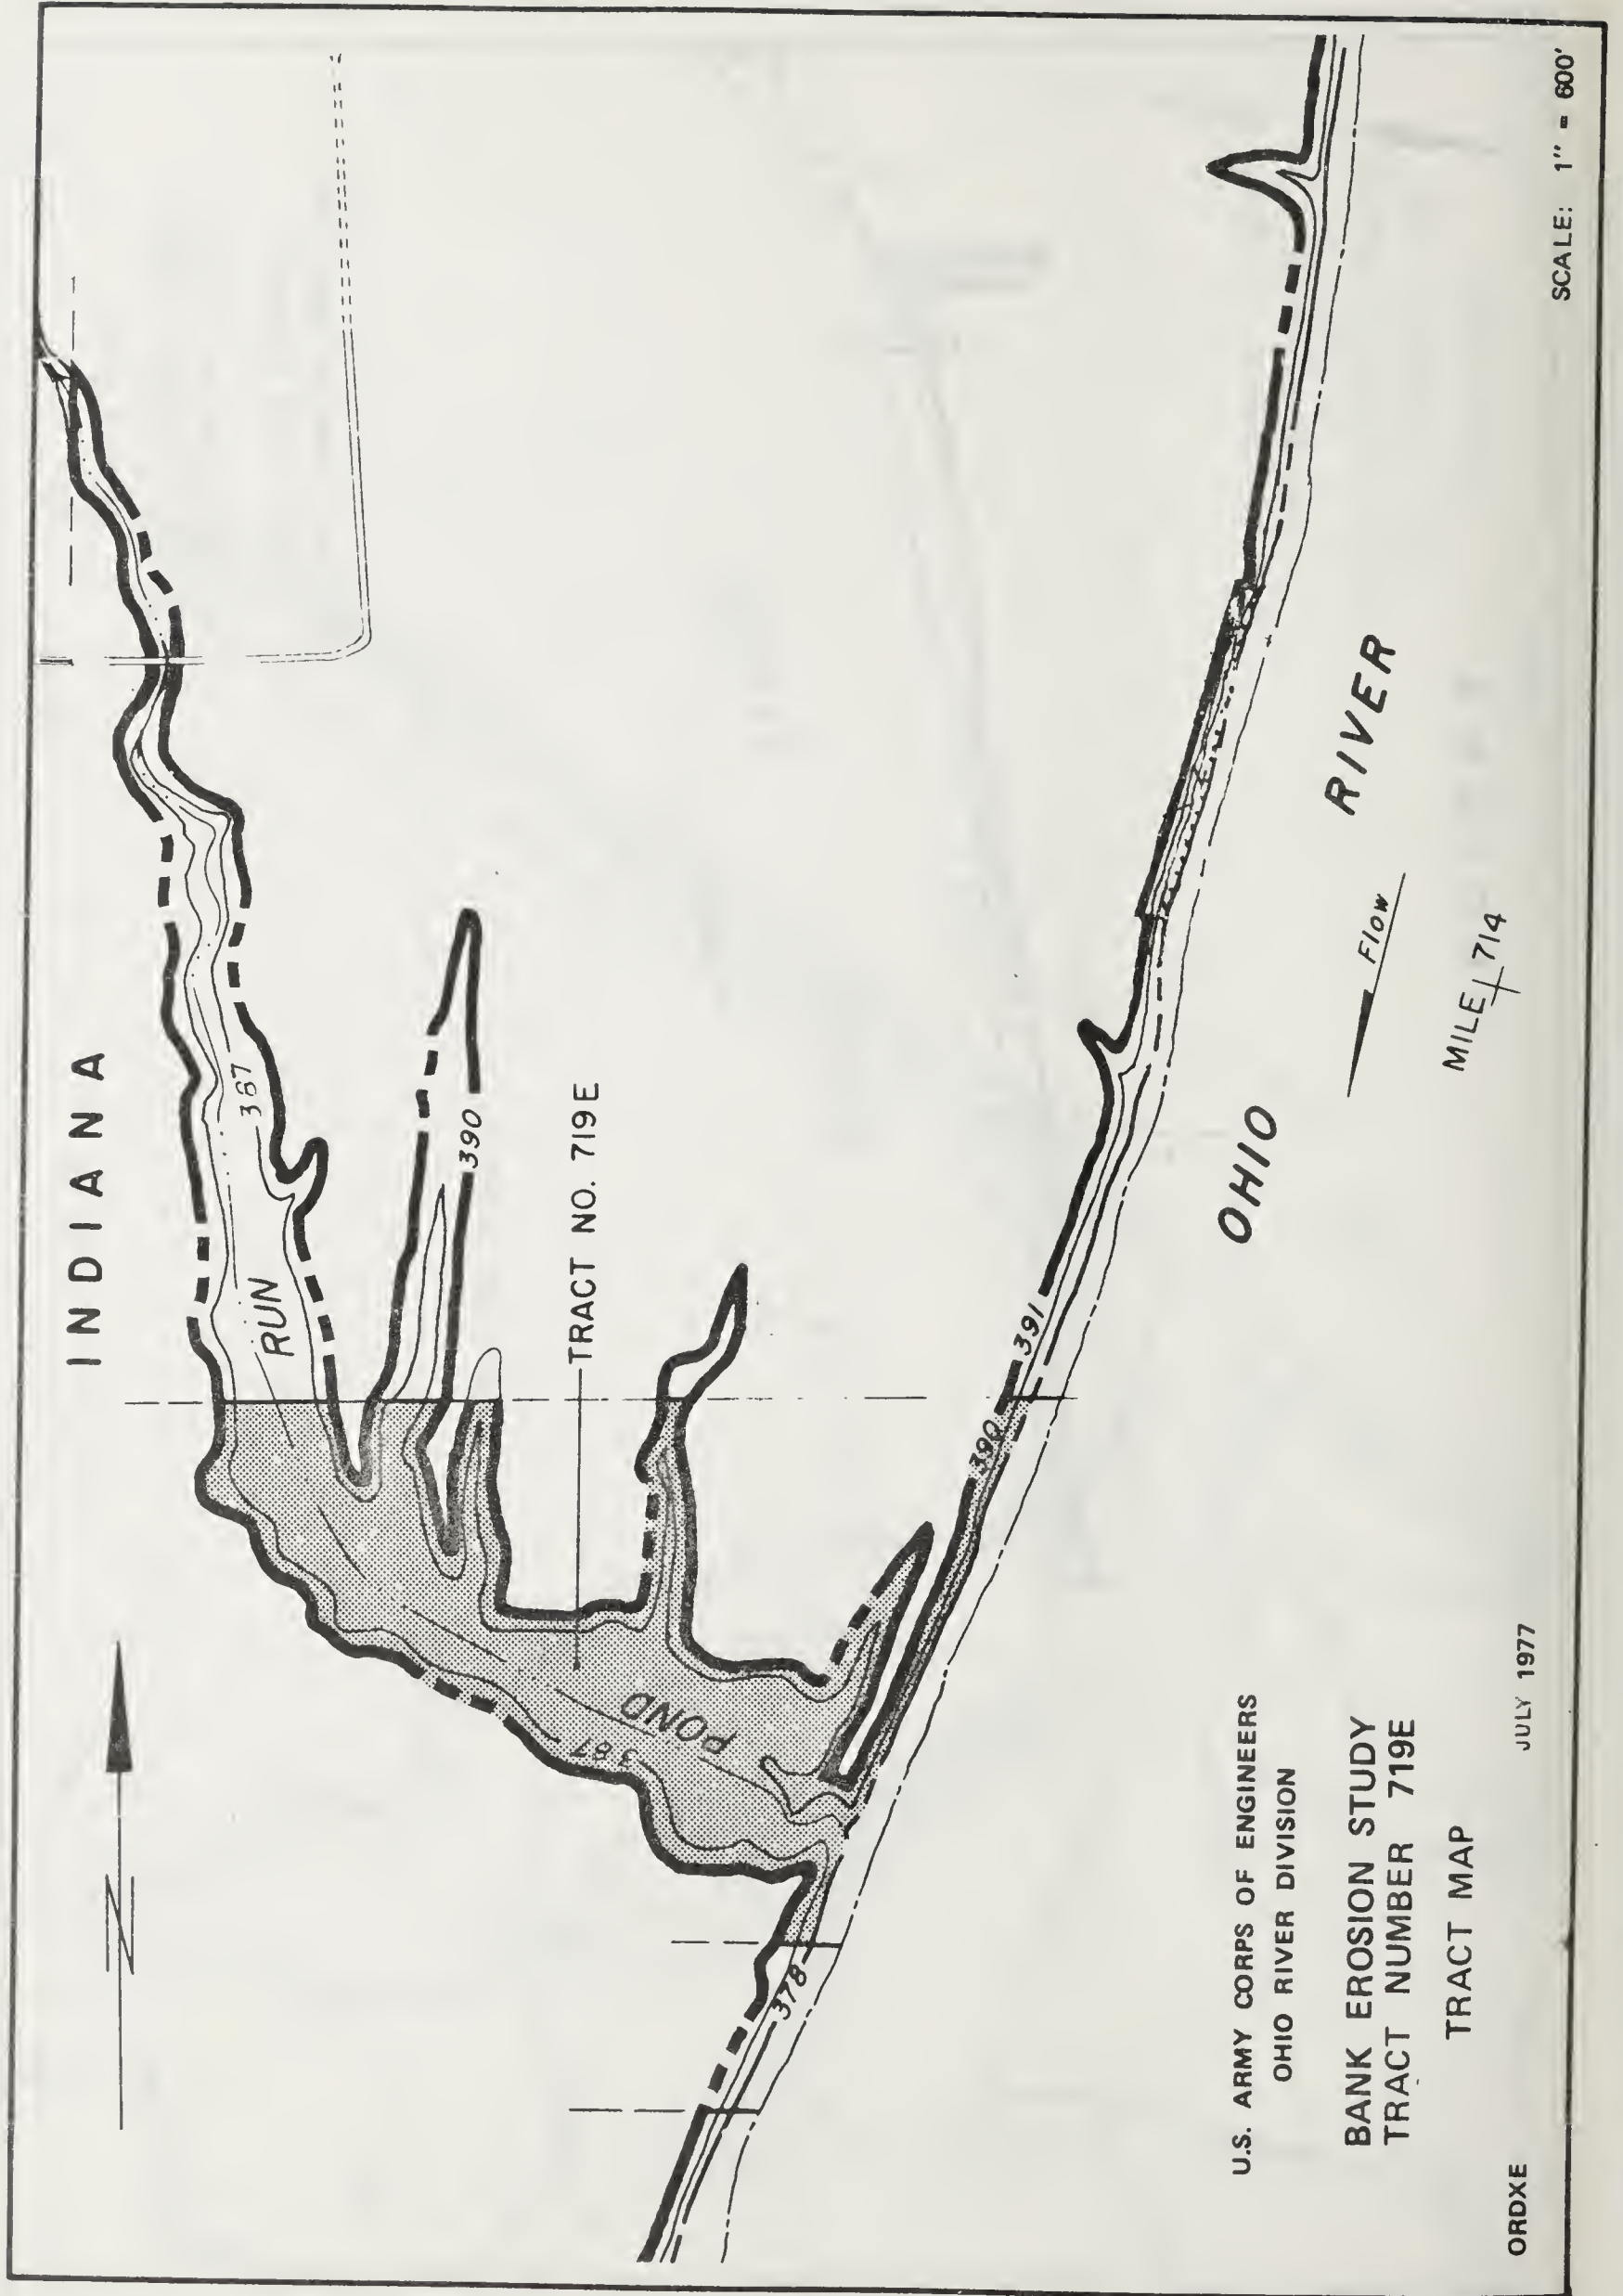 INDIANA
RUN
387
390
TRACT NO. 719E
POND
387
391
390
378
OHIO RIVER
Flow
MILE 714
N
U.S. ARMY CORPS OF ENGINEERS
OHIO RIVER DIVISION
BANK EROSION STUDY
TRACT NUMBER 719E
TRACT MAP
ORDXE
JULY 1977
SCALE: 1" = 600'